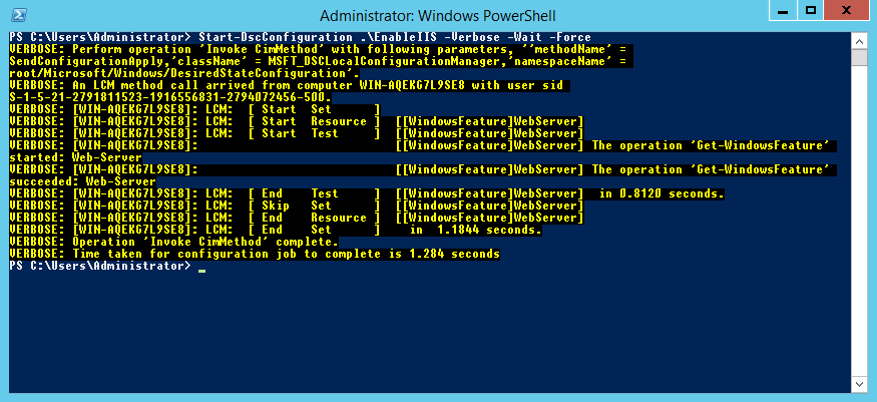 Administrator: Windows PowerShell
PS C:\Users\Administrator> Start-DscConfiguration .\EnableIIS -Verbose -Wait -Force
VERBOSE: Perform operation 'Invoke CimMethod' with following parameters, ''methodName' =
SendConfigurationApply,'className' = MSFT_DSCLocalConfigurationManager,'namespaceName' =
root/Microsoft/Windows/DesiredStateConfiguration'.
VERBOSE: An LCM method call arrived from computer WIN-AQEKG7L9SE8 with user sid
S-1-5-21-2791811523-1916556831-2794072456-500.
VERBOSE: [WIN-AQEKG7L9SE8]: LCM:  [ Start  Set      ]
VERBOSE: [WIN-AQEKG7L9SE8]: LCM:  [ Start  Resource ]  [[WindowsFeature]WebServer]
VERBOSE: [WIN-AQEKG7L9SE8]: LCM:  [ Start  Test     ]  [[WindowsFeature]WebServer]
VERBOSE: [WIN-AQEKG7L9SE8]:                            [[WindowsFeature]WebServer] The operation 'Get-WindowsFeature'
started: Web-Server
VERBOSE: [WIN-AQEKG7L9SE8]:                            [[WindowsFeature]WebServer] The operation 'Get-WindowsFeature'
succeeded: Web-Server
VERBOSE: [WIN-AQEKG7L9SE8]: LCM:  [ End    Test     ]  [[WindowsFeature]WebServer]  in 0.8120 seconds.
VERBOSE: [WIN-AQEKG7L9SE8]: LCM:  [ Skip   Set      ]  [[WindowsFeature]WebServer]
VERBOSE: [WIN-AQEKG7L9SE8]: LCM:  [ End    Resource ]  [[WindowsFeature]WebServer]
VERBOSE: [WIN-AQEKG7L9SE8]: LCM:  [ End    Set      ]    in  1.1844 seconds.
VERBOSE: Operation 'Invoke CimMethod' complete.
VERBOSE: Time taken for configuration job to complete is 1.284 seconds
PS C:\Users\Administrator> _